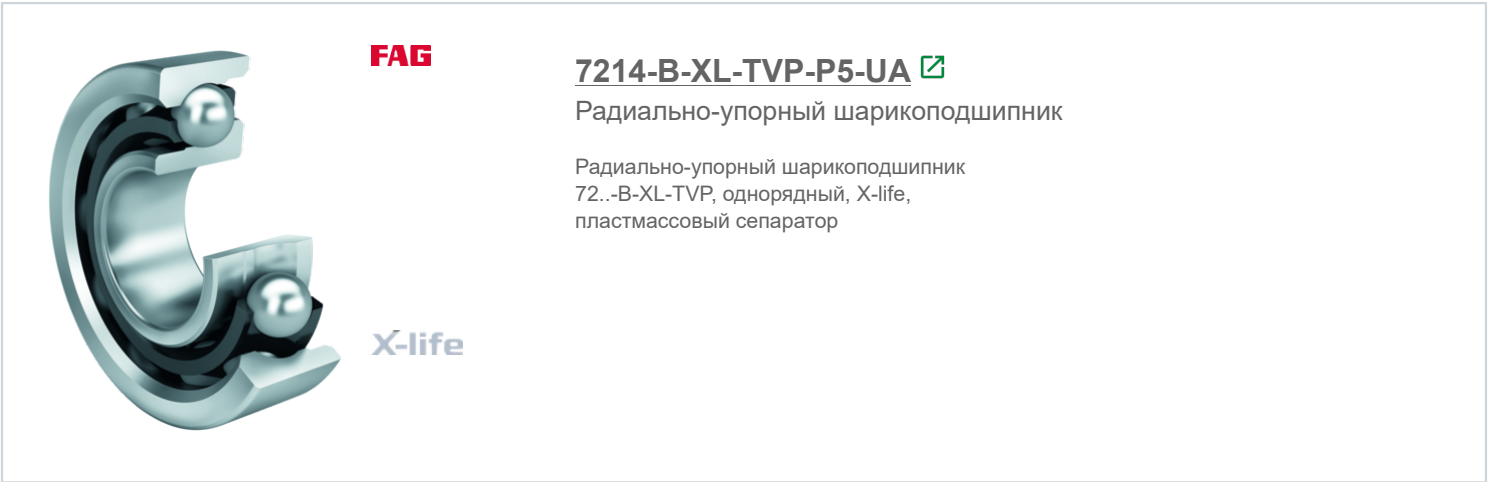 FAG
7214-B-XL-TVP-P5-UA
Радиально-упорный шарикоподшипник
Радиально-упорный шарикоподшипник
72..-B-XL-TVP, однорядный, X-life,
пластмассовый сепаратор
X-life